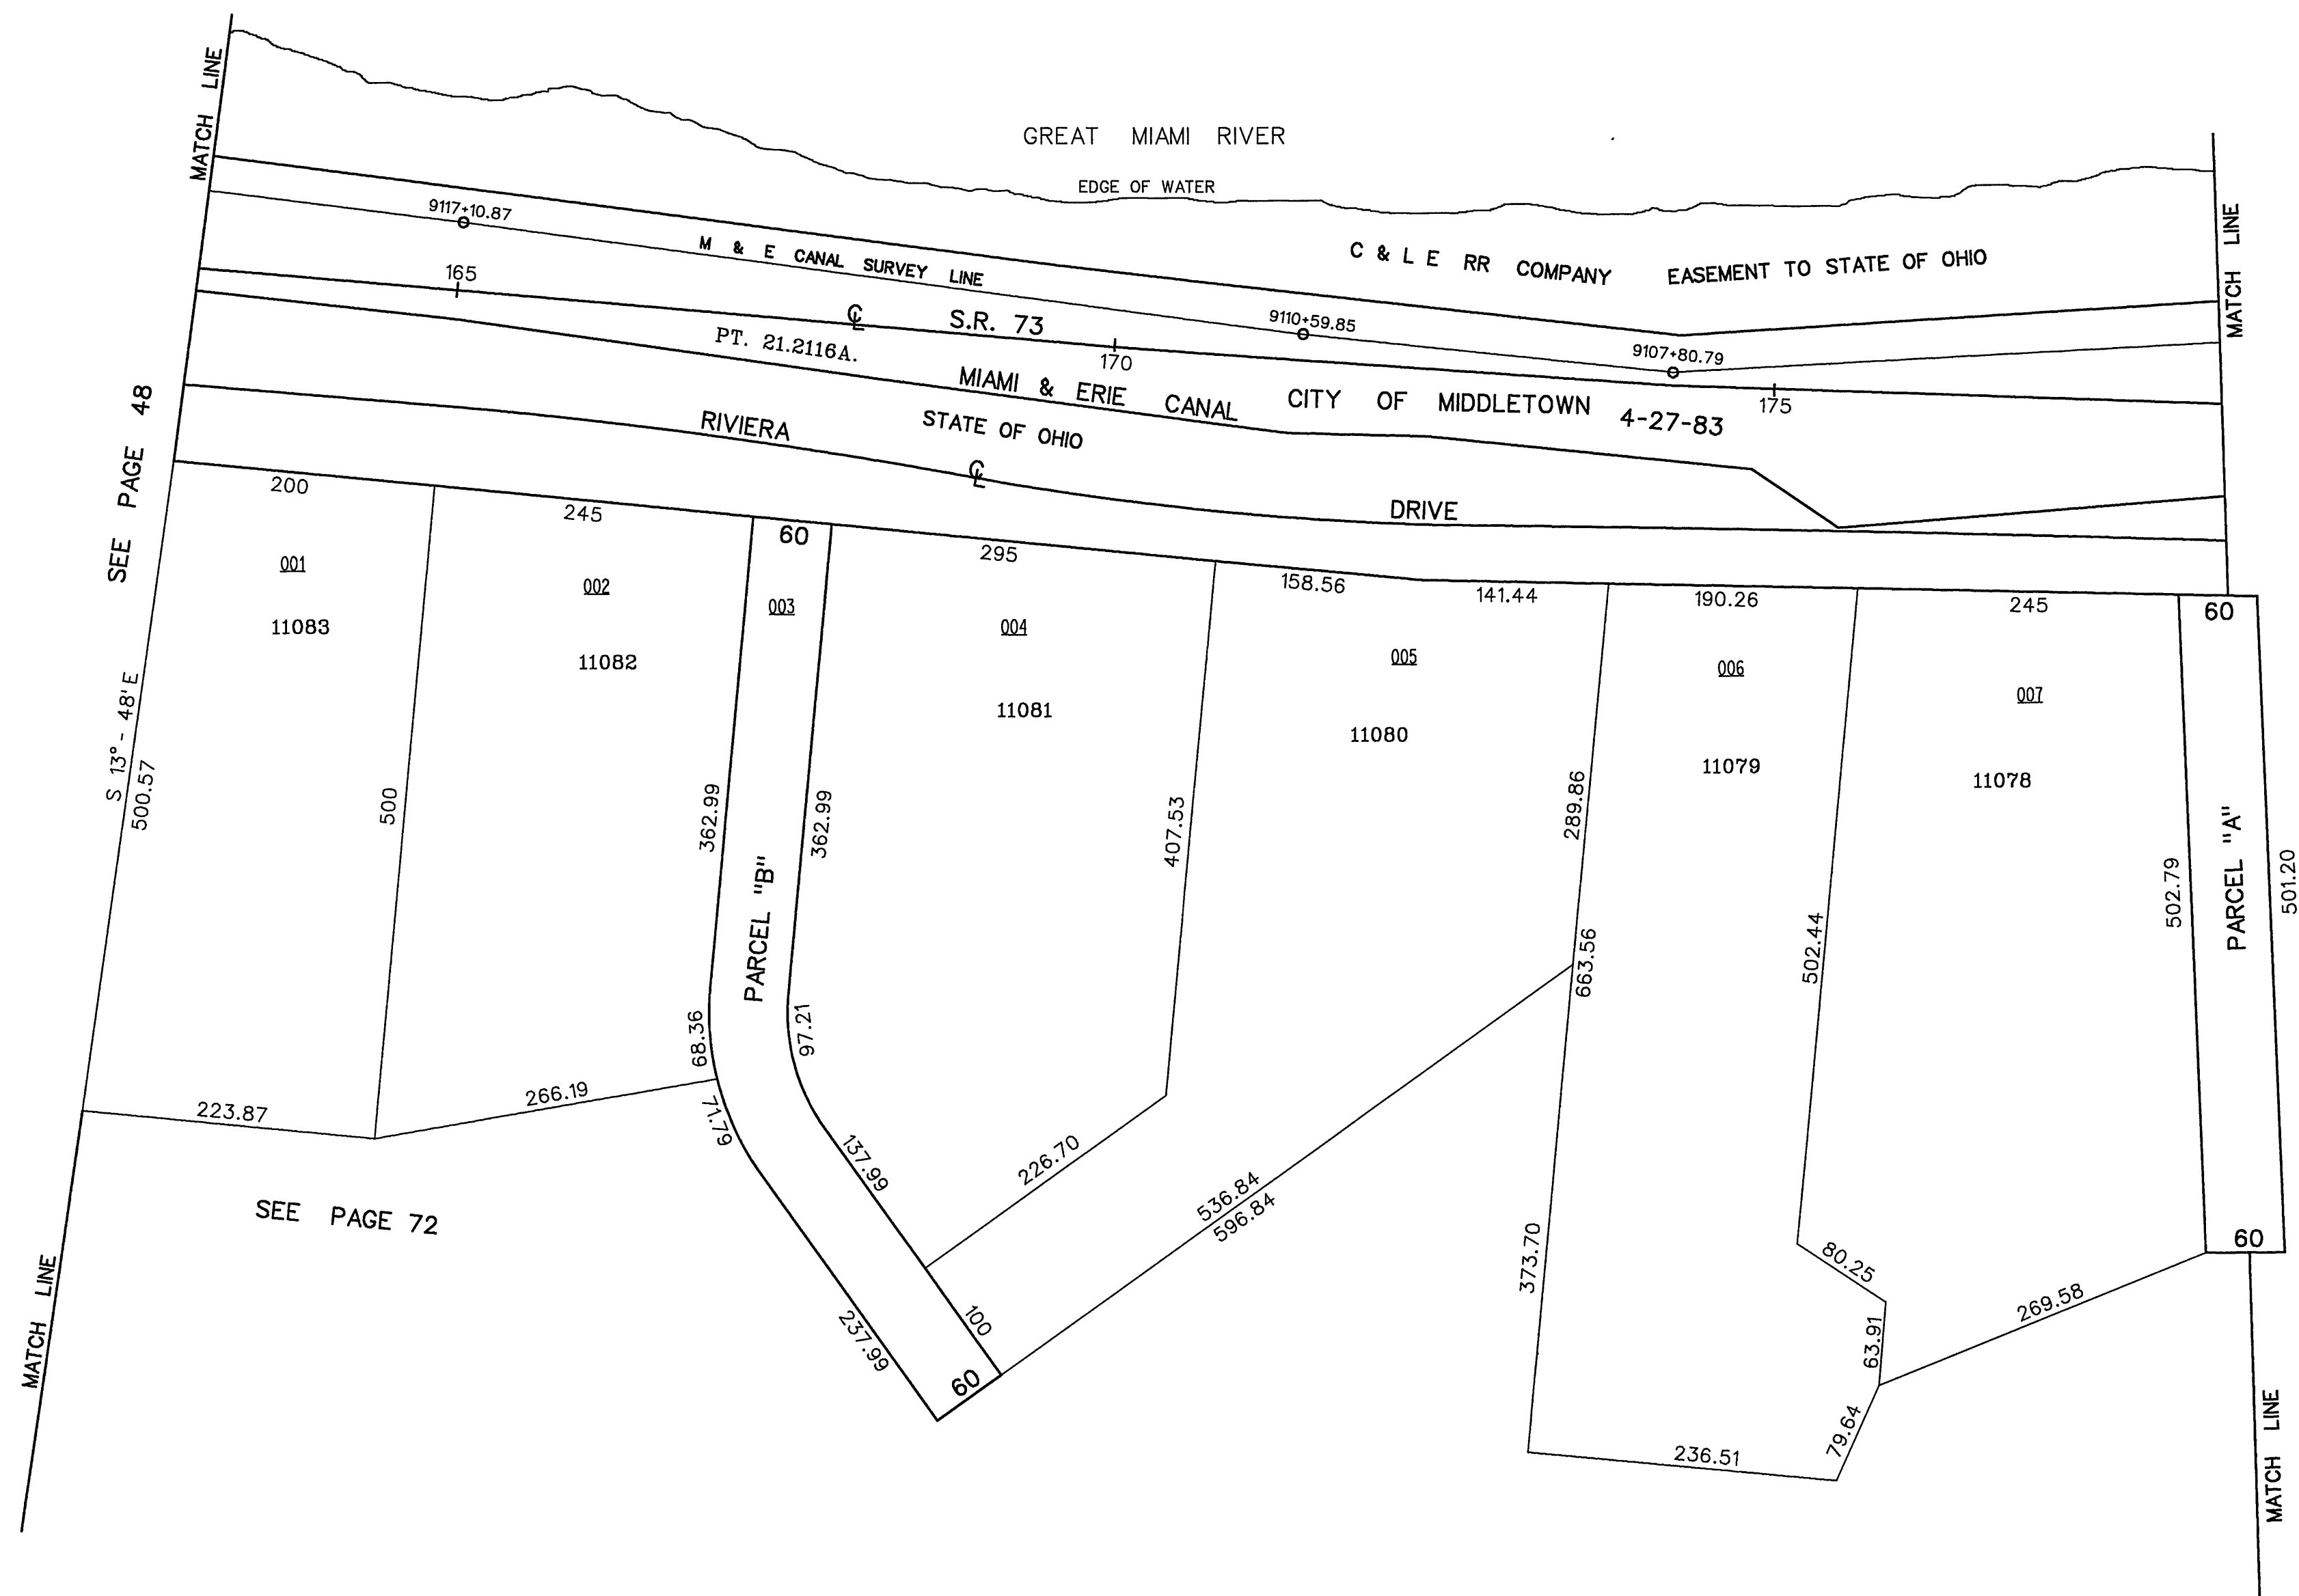 MATCH LINE
GREAT MIAMI RIVER
EDGE OF WATER
9117+10.87
M & E CANAL SURVEY LINE
C & L E RR COMPANY EASEMENT TO STATE OF OHIO
MATCH LINE
165
℄ S.R. 73
9110+59.85
9107+80.79
PT. 21.2116A.
170
175
MIAMI & ERIE CANAL
CITY OF MIDDLETOWN 4-27-83
SEE PAGE 48
RIVIERA
STATE OF OHIO
℄
DRIVE
200
245
60
295
158.56
141.44
190.26
245
60
001
002
003
004
005
006
007
11083
11082
11081
11080
11079
11078
S 13°- 48' E
500.57
500
362.99
362.99
PARCEL "B"
407.53
289.86
663.56
502.44
502.79
PARCEL "A"
501.20
68.36
97.21
223.87
266.19
71.79
137.99
226.70
536.84
596.84
373.70
80.25
63.91
269.58
60
SEE PAGE 72
237.99
100
60
79.64
236.51
MATCH LINE
MATCH LINE